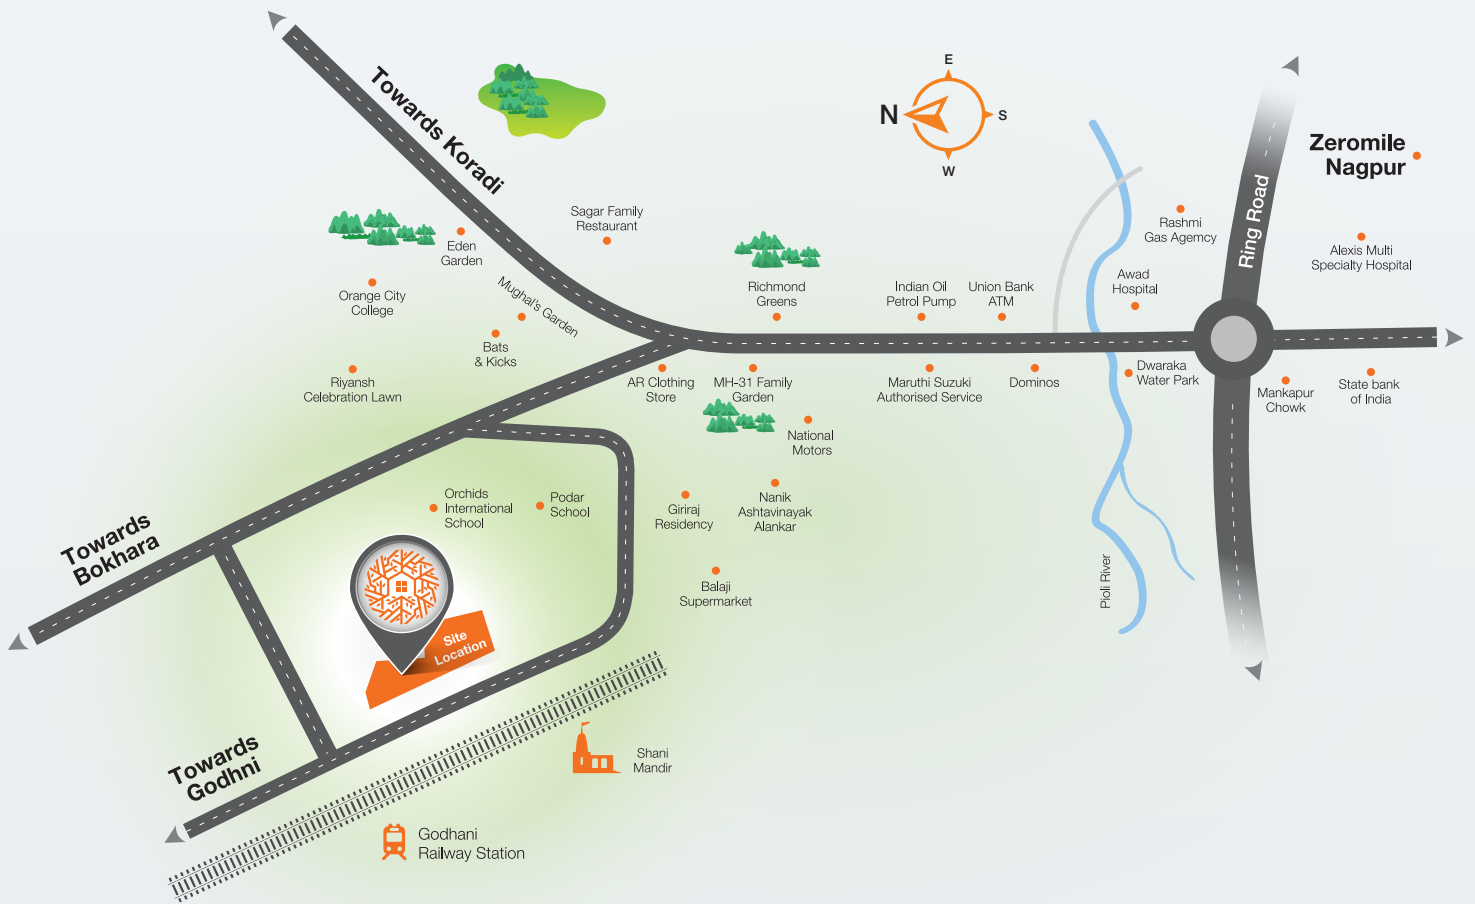 Towards Koradi
E
N
S
W
Zeromile
Nagpur
Ring Road
Rashmi
Gas Agemcy
Alexis Multi
Specialty Hospital
Sagar Family
Restaurant
Eden
Garden
Orange City
College
Mughal's Garden
Bats
& Kicks
Riyansh
Celebration Lawn
Richmond
Greens
Indian Oil
Petrol Pump
Union Bank
ATM
Awad
Hospital
AR Clothing
Store
MH-31 Family
Garden
Maruthi Suzuki
Authorised Service
Dominos
Dwaraka
Water Park
Mankapur
Chowk
State bank
of India
National
Motors
Orchids
International
School
Podar
School
Giriraj
Residency
Nanik
Ashtavinayak
Alankar
Balaji
Supermarket
Pioli River
Towards
Bokhara
Site
Location
Towards
Godhni
Shani
Mandir
Godhani
Railway Station